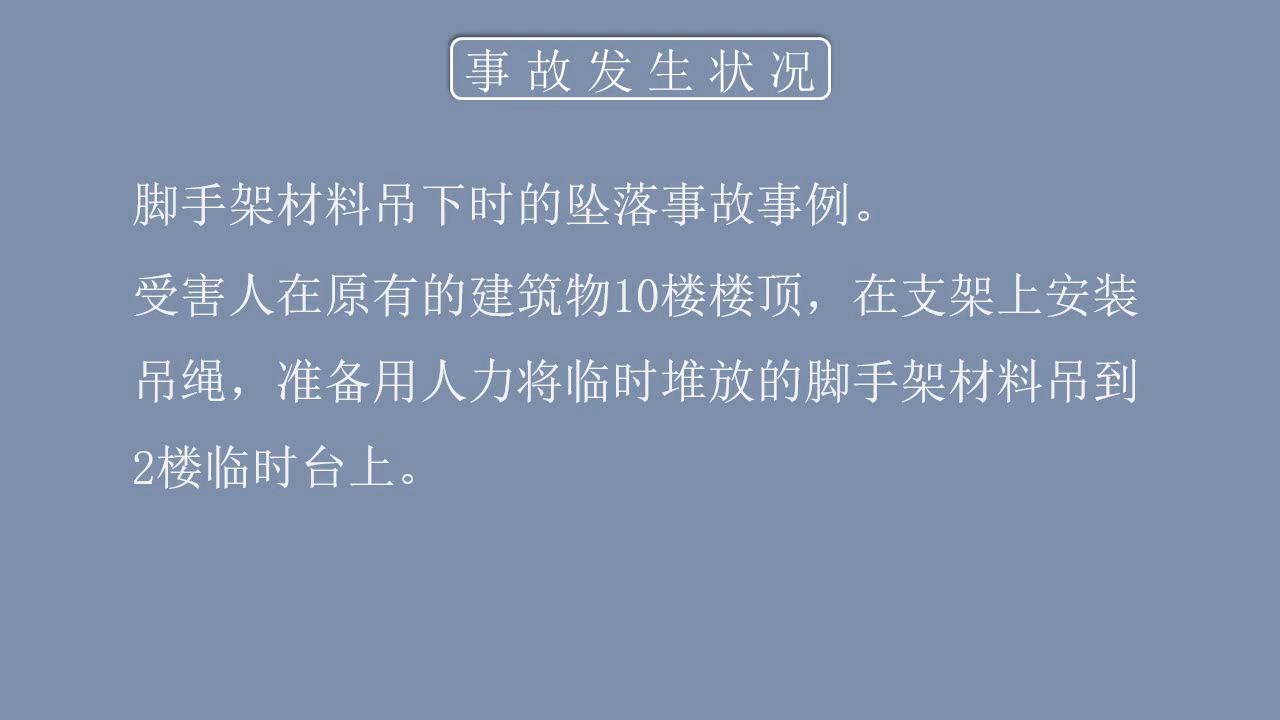 事故发生状况
脚手架材料吊下时的坠落事故事例。
受害人在原有的建筑物10楼楼顶，在支架上安装
吊绳，准备用人力将临时堆放的脚手架材料吊到
2楼临时台上。